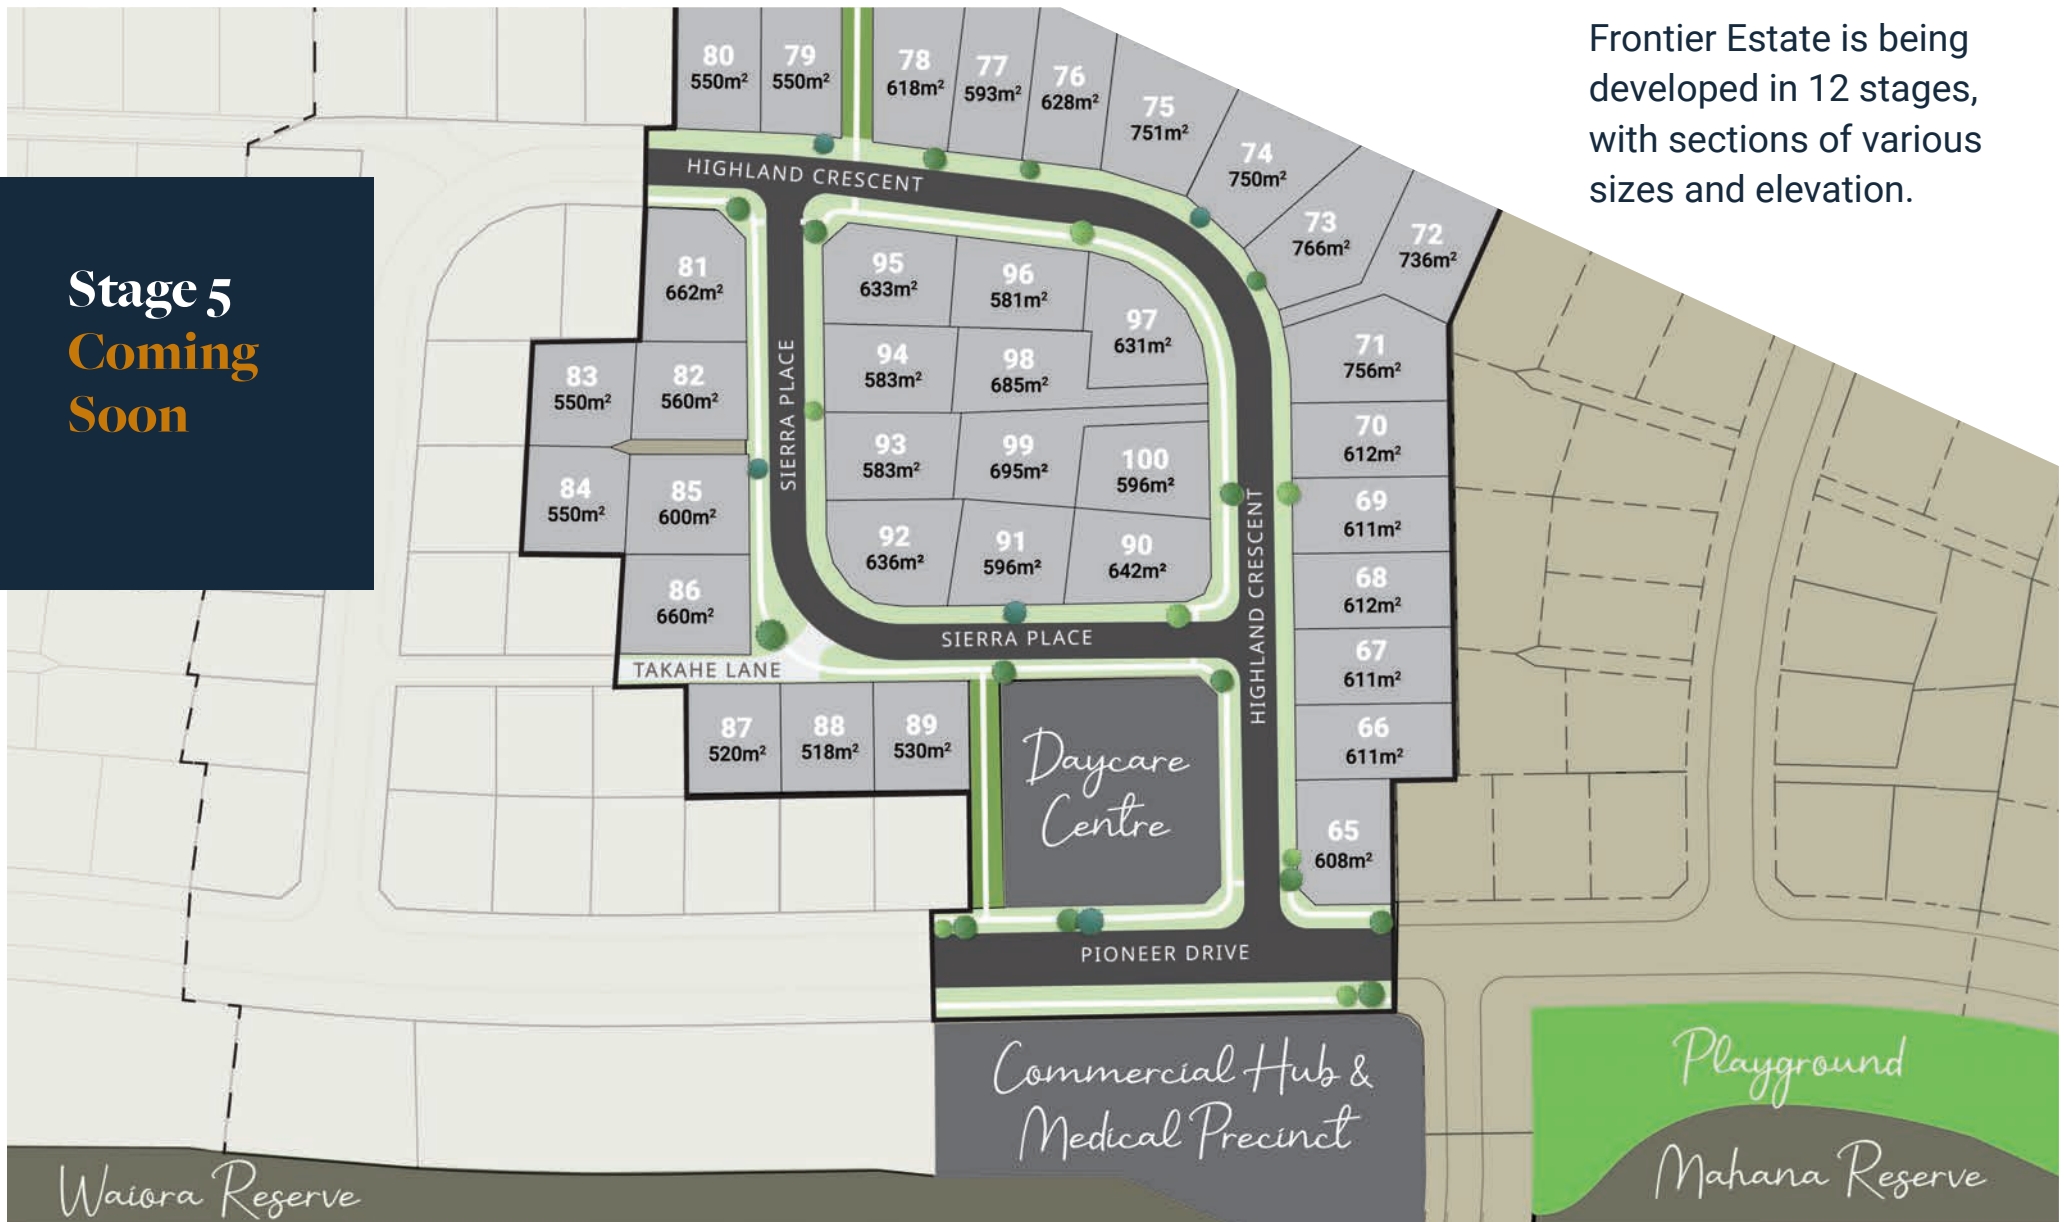 Frontier Estate is being
developed in 12 stages,
with sections of various
sizes and elevation.
Stage 5
Coming
Soon
80
550m²
79
550m²
78
618m²
77
593m²
76
628m²
75
751m²
74
750m²
73
766m²
72
736m²
HIGHLAND CRESCENT
81
662m²
95
633m²
96
581m²
97
631m²
71
756m²
83
550m²
82
560m²
SIERRA PLACE
94
583m²
98
685m²
70
612m²
84
550m²
85
600m²
93
583m²
99
695m²
100
596m²
69
611m²
92
636m²
91
596m²
90
642m²
HIGHLAND CRESCENT
68
612m²
86
660m²
SIERRA PLACE
67
611m²
TAKAHE LANE
87
520m²
88
518m²
89
530m²
66
611m²
Daycare
Centre
65
608m²
PIONEER DRIVE
Commercial Hub &
Medical Precinct
Playground
Mahana Reserve
Waiora Reserve